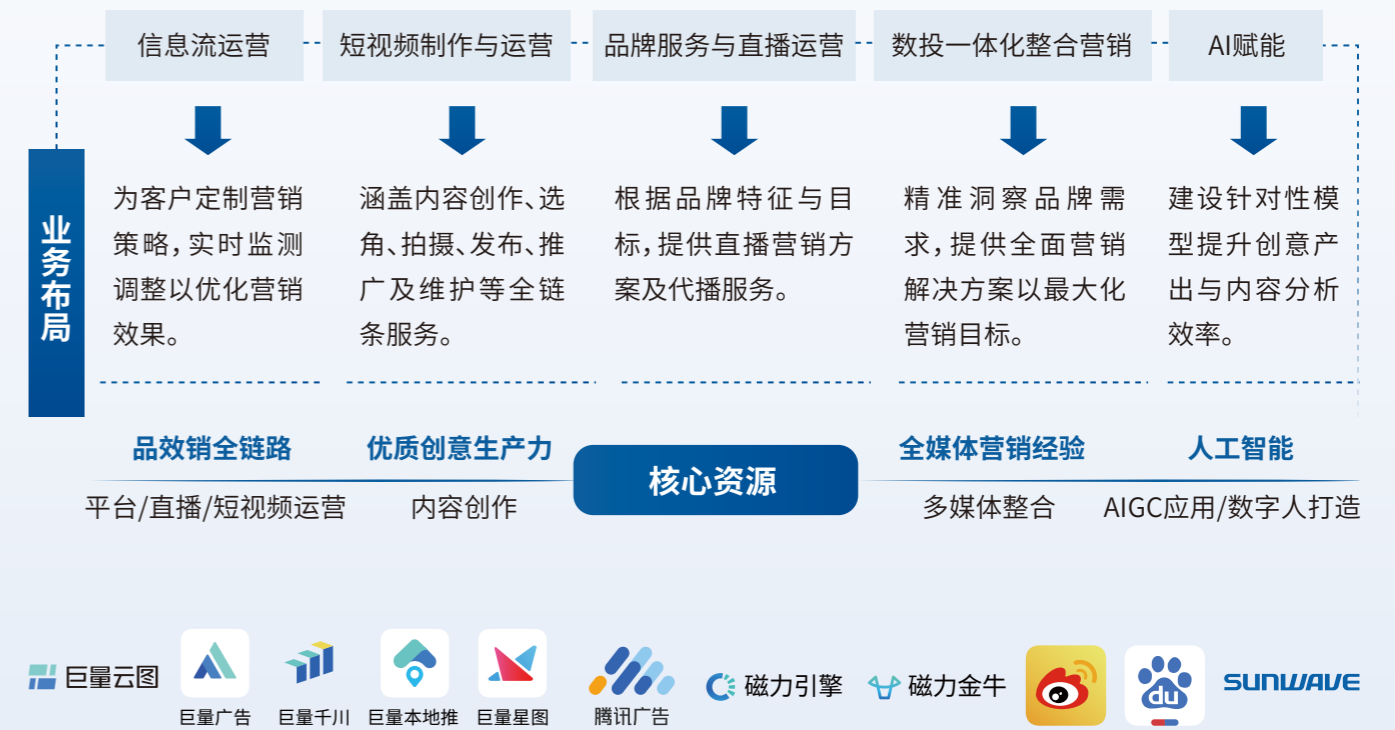 信息流运营
短视频制作与运营
品牌服务与直播运营
数投一体化整合营销
AI赋能
业务布局
为客户定制营销
策略，实时监测
调整以优化营销
效果。
涵盖内容创作、选
角、拍摄、发布、推
广及维护等全链
条服务。
根据品牌特征与目
标，提供直播营销方
案及代播服务。
精准洞察品牌需
求，提供全面营销
解决方案以最大化
营销目标。
建设针对性模
型提升创意产
出与内容分析
效率。
品效销全链路
平台/直播/短视频运营
优质创意生产力
内容创作
核心资源
全媒体营销经验
多媒体整合
人工智能
AIGC应用/数字人打造
巨量云图
巨量广告
巨量千川
巨量本地推
巨量星图
腾讯广告
磁力引擎
磁力金牛
du
SUNWAVE